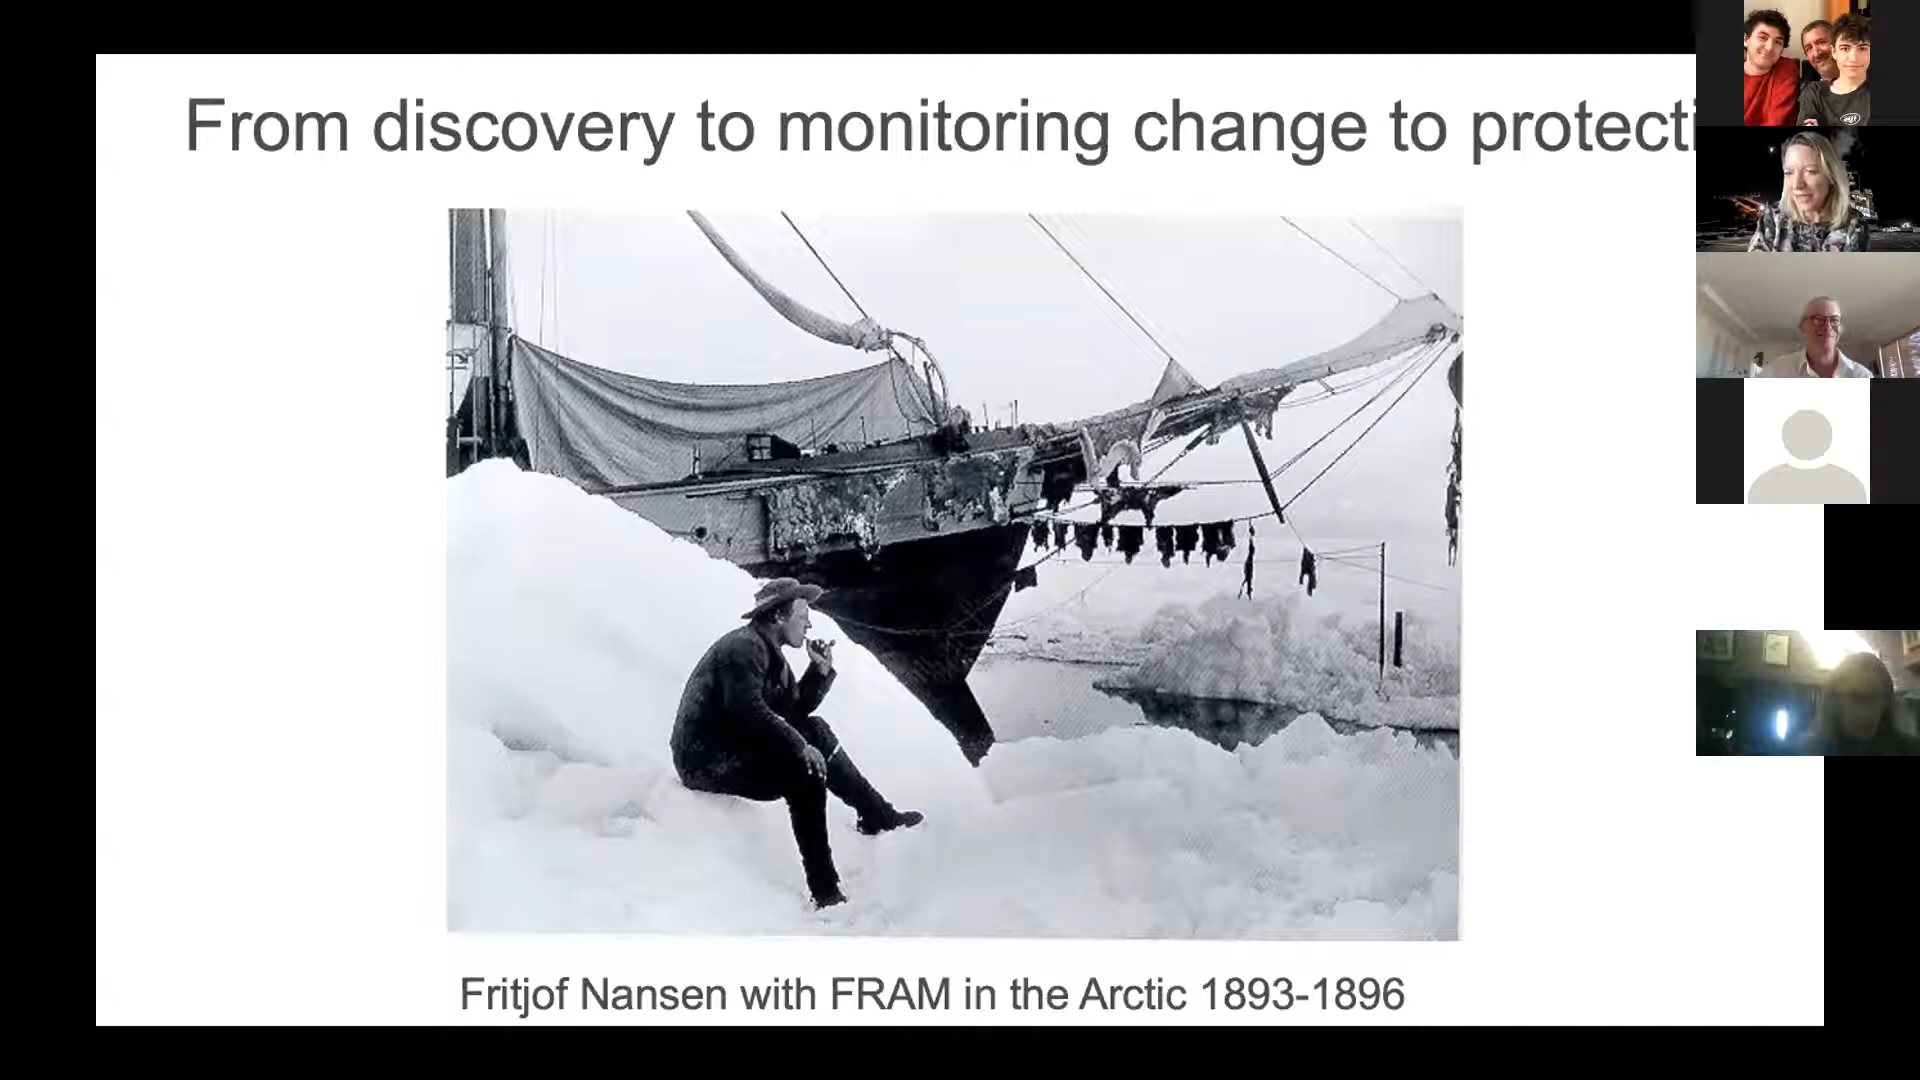 From discovery to monitoring change to protecti
Fritjof Nansen with FRAM in the Arctic 1893-1896